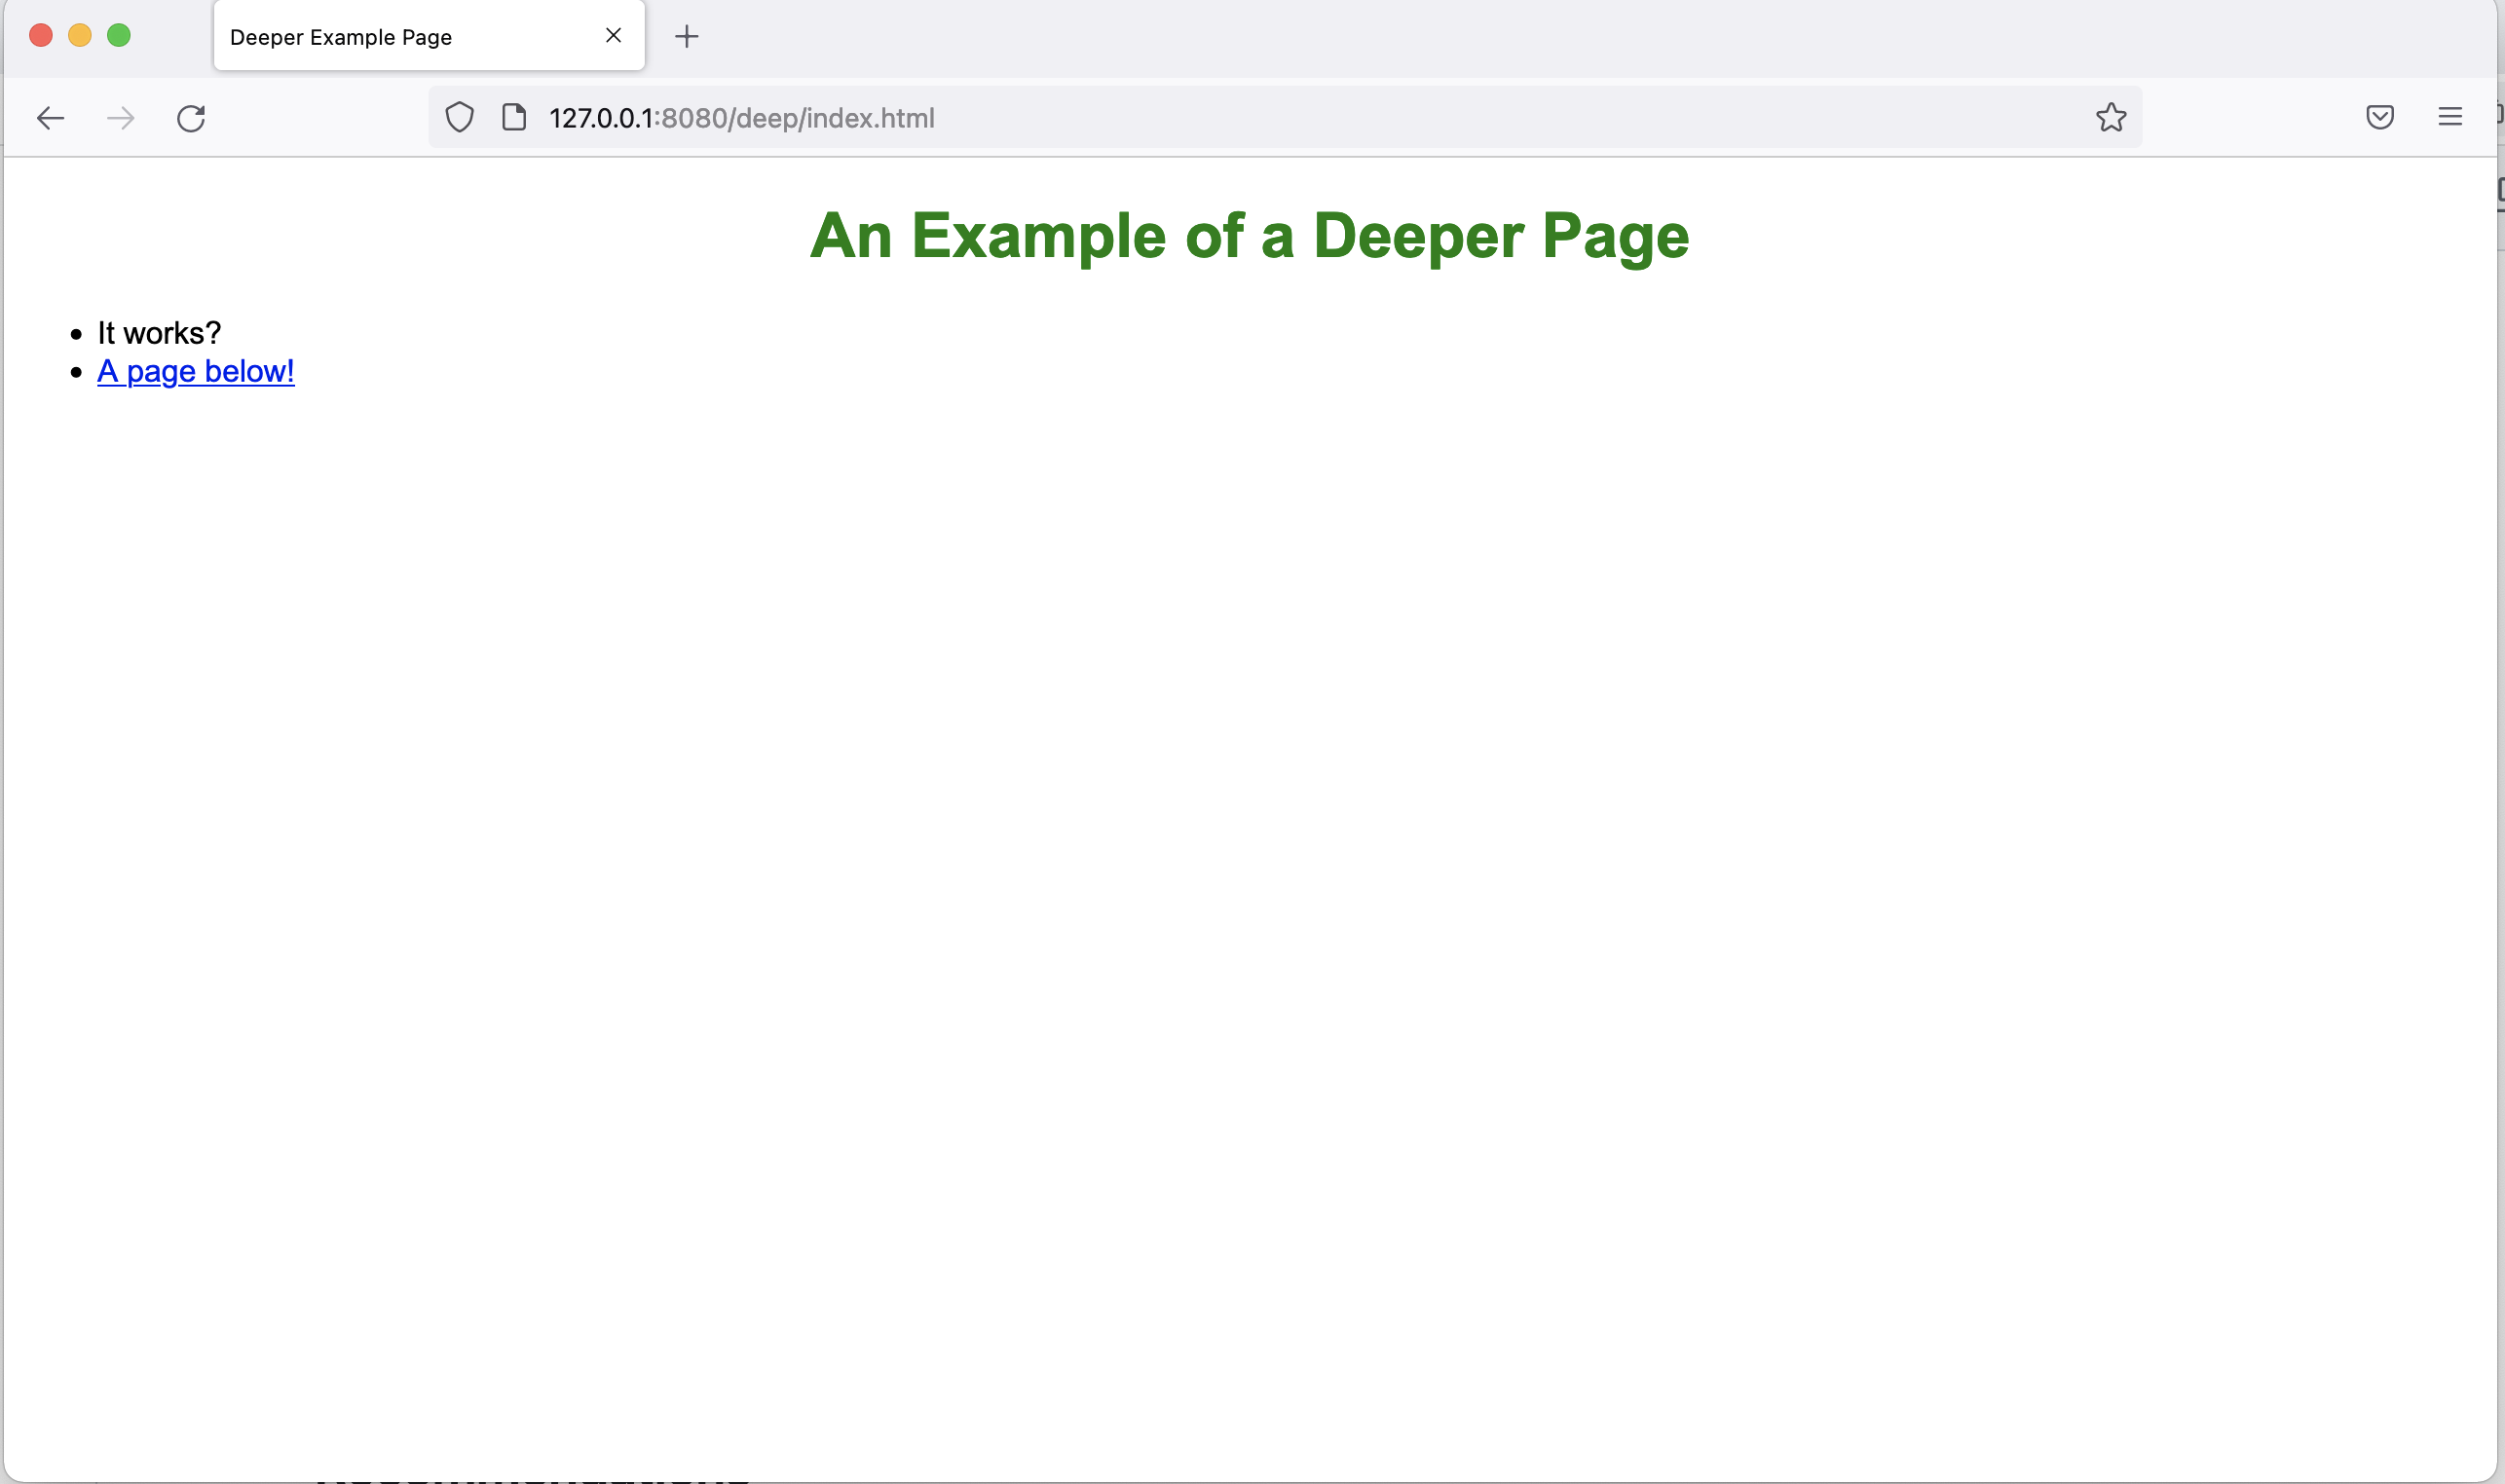 Deeper Example Page
127.0.0.1:8080/deep/index.html
An Example of a Deeper Page
It works?
A page below!